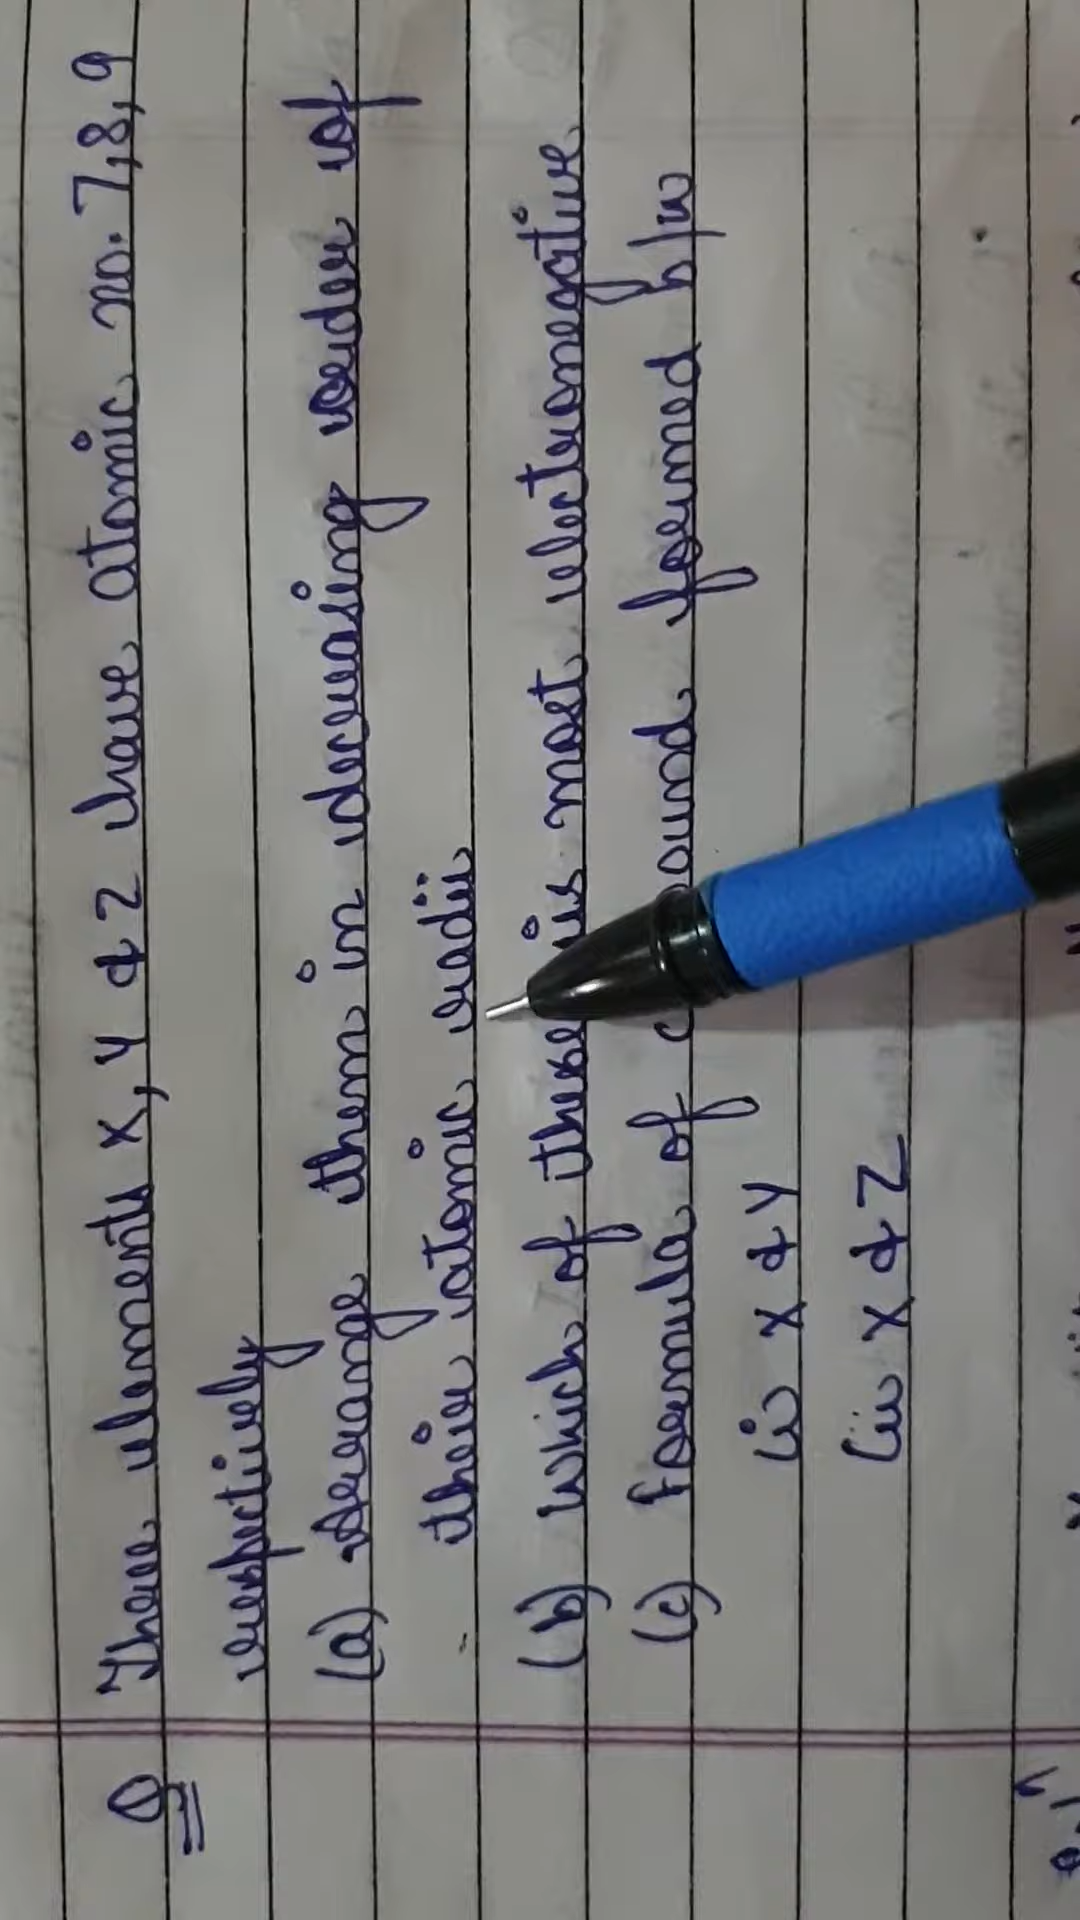 Q Three elements X, Y & Z have atomic no. 7, 8, 9
respectively
(a) Arrange them in decreasing order of
their atomic radii
(b) Which of these is most electronegative
(c) Formula of formed b/w
(i) X & Y
(ii) X & Z